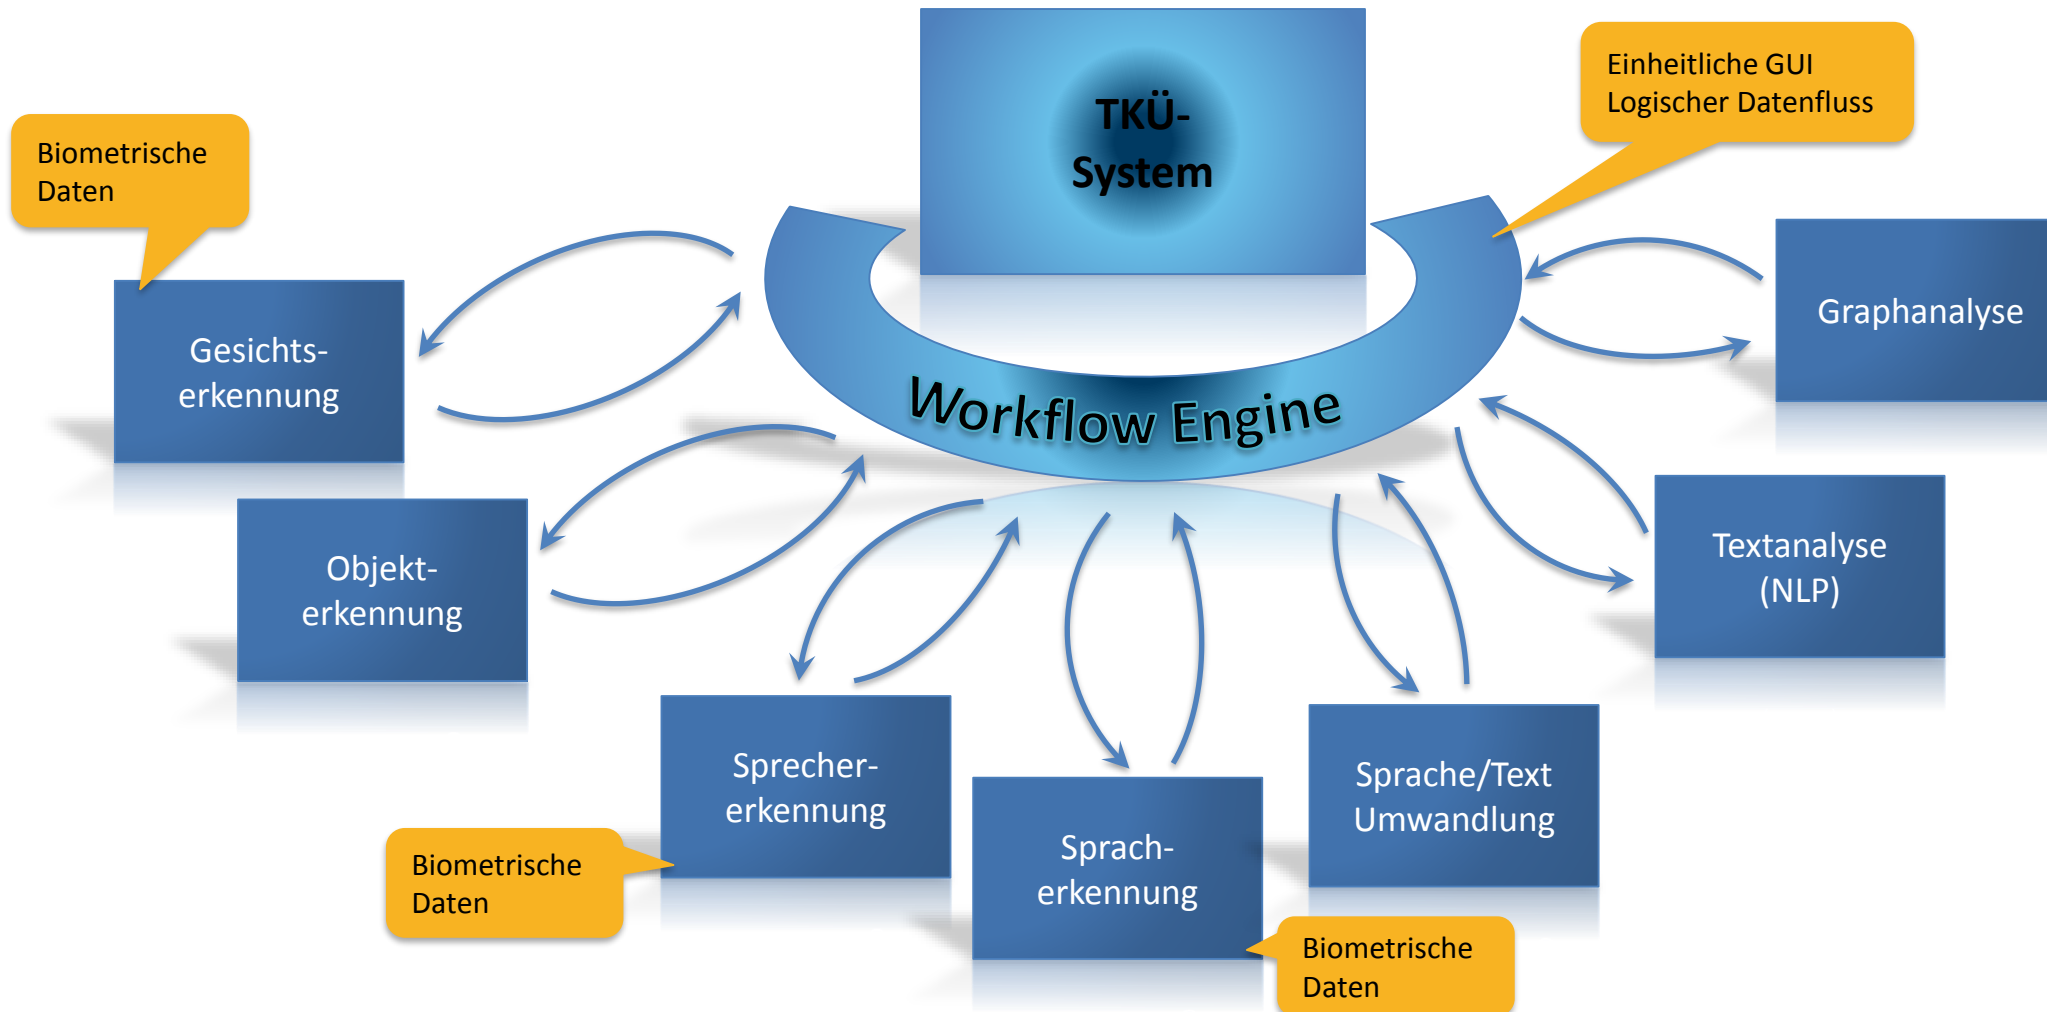 TKÜ-
System
Einheitliche GUI
Logischer Datenfluss
Biometrische
Daten
Gesichts-
erkennung
Graphanalyse
Workflow Engine
Objekt-
erkennung
Textanalyse
(NLP)
Sprecher-
erkennung
Sprache/Text
Umwandlung
Sprach-
erkennung
Biometrische
Daten
Biometrische
Daten